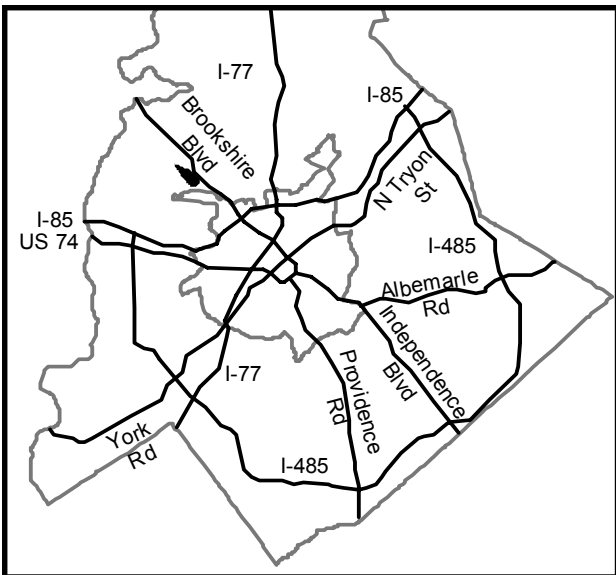 I-77
I-85
Brookshire
Blvd
N Tryon
St
I-85
US 74
I-485
Albemarle
Rd
Independence
Blvd
I-77
Providence
Rd
York
Rd
I-485